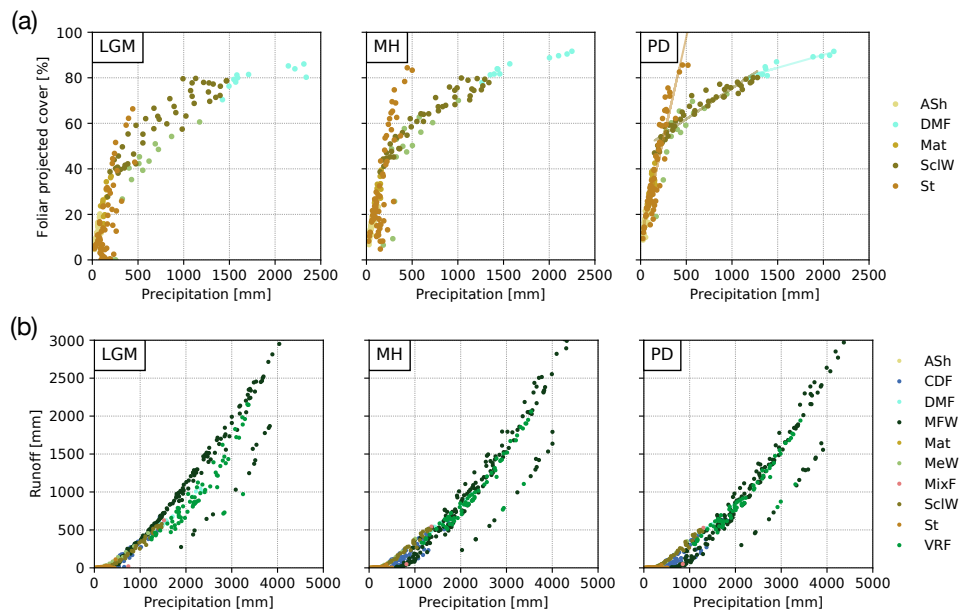 (a)
LGM
MH
PD
Foliar projected cover [%]
100
80
60
40
20
0
0 500 1000 1500 2000 2500
0 500 1000 1500 2000 2500
0 500 1000 1500 2000 2500
Precipitation [mm]
Precipitation [mm]
Precipitation [mm]
ASh
DMF
Mat
SclW
St
(b)
LGM
MH
PD
Runoff [mm]
3000
2500
2000
1500
1000
500
0
0 1000 2000 3000 4000 5000
0 1000 2000 3000 4000 5000
0 1000 2000 3000 4000 5000
Precipitation [mm]
Precipitation [mm]
Precipitation [mm]
ASh
CDF
DMF
MFW
Mat
MeW
MixF
SclW
St
VRF